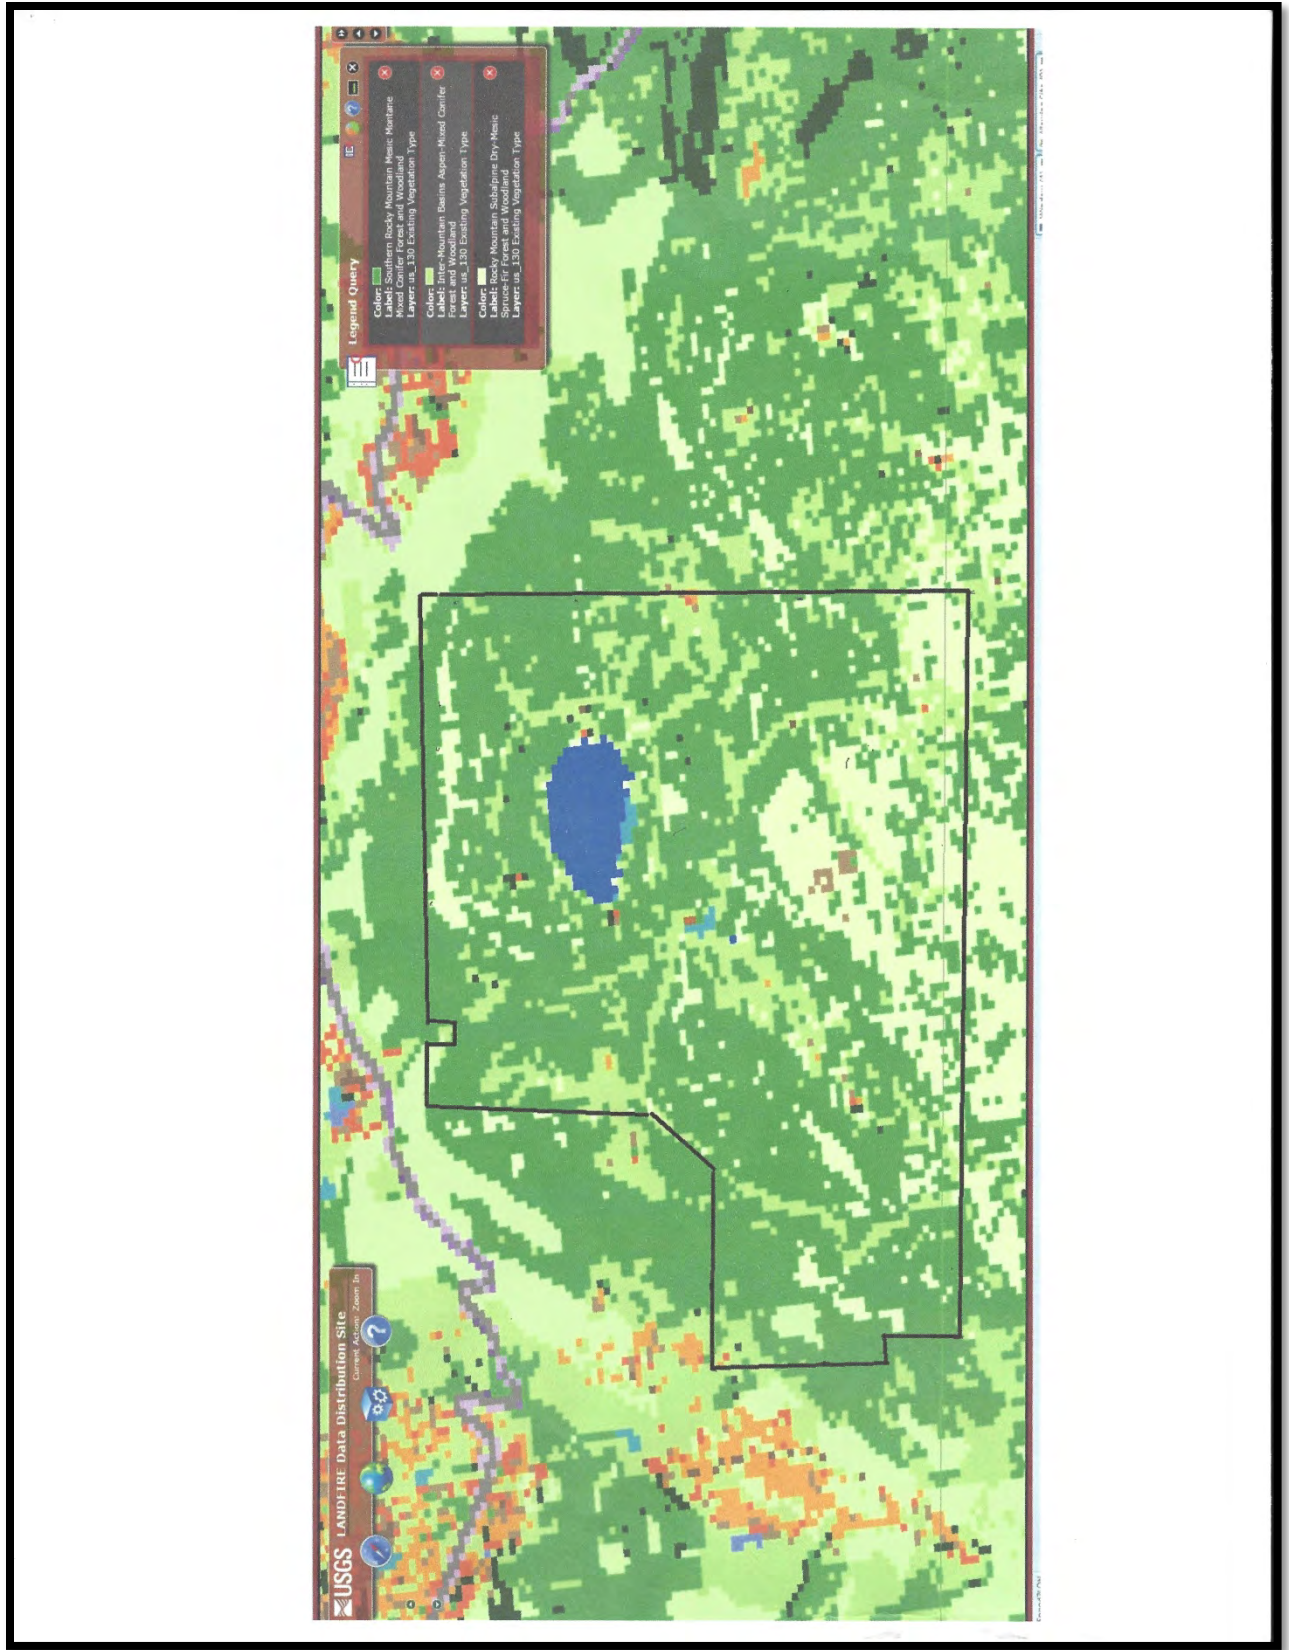 USGS LANDFIRE Data Distribution Site
Current Action: Zoom In
Legend Query
Color:
Label: Southern Rocky Mountain Mesic Montane
Mixed Conifer Forest and Woodland
Layer: us_130 Existing Vegetation Type
Color:
Label: Inter-Mountain Basins Aspen-Mixed Conifer
Forest and Woodland
Layer: us_130 Existing Vegetation Type
Color:
Label: Rocky Mountain Subalpine Dry-Mesic
Spruce-Fir Forest and Woodland
Layer: us_130 Existing Vegetation Type